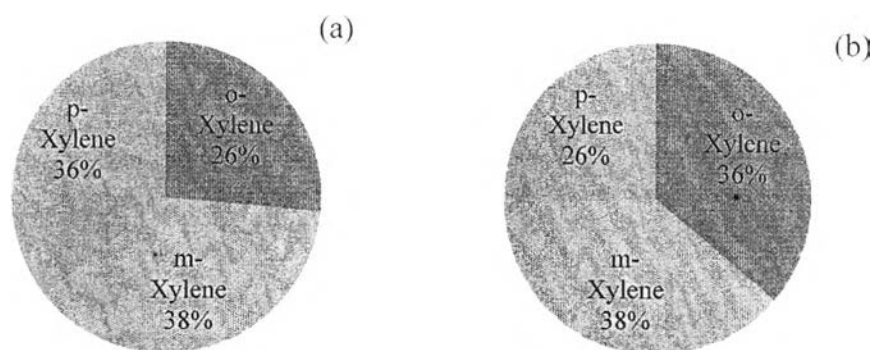 (a)
p-
Xylene
36%
o-
Xylene
26%
m-
Xylene
38%
(b)
p-
Xylene
26%
o-
Xylene
36%
m-
Xylene
38%